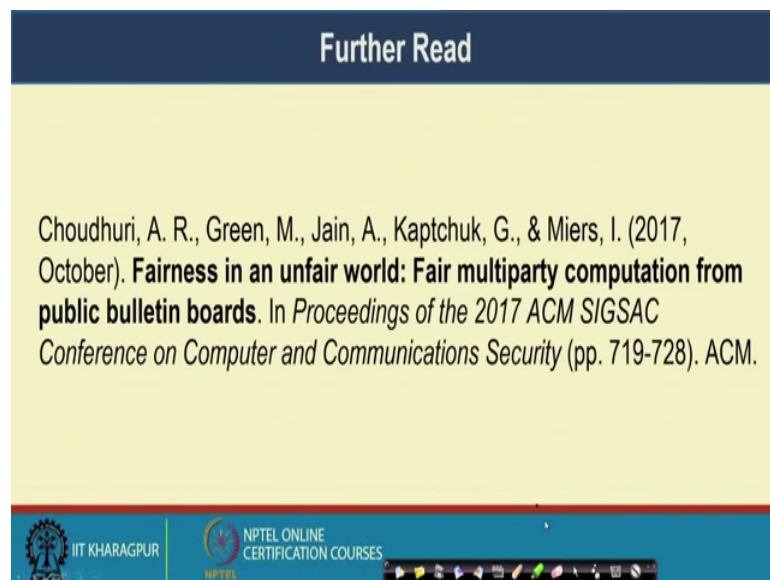 Further Read
Choudhuri, A. R., Green, M., Jain, A., Kaptchuk, G., & Miers, I. (2017,
October). Fairness in an unfair world: Fair multiparty computation from
public bulletin boards. In Proceedings of the 2017 ACM SIGSAC
Conference on Computer and Communications Security (pp. 719-728). ACM.
IIT KHARAGPUR
NPTEL ONLINE
CERTIFICATION COURSES
NPTEL